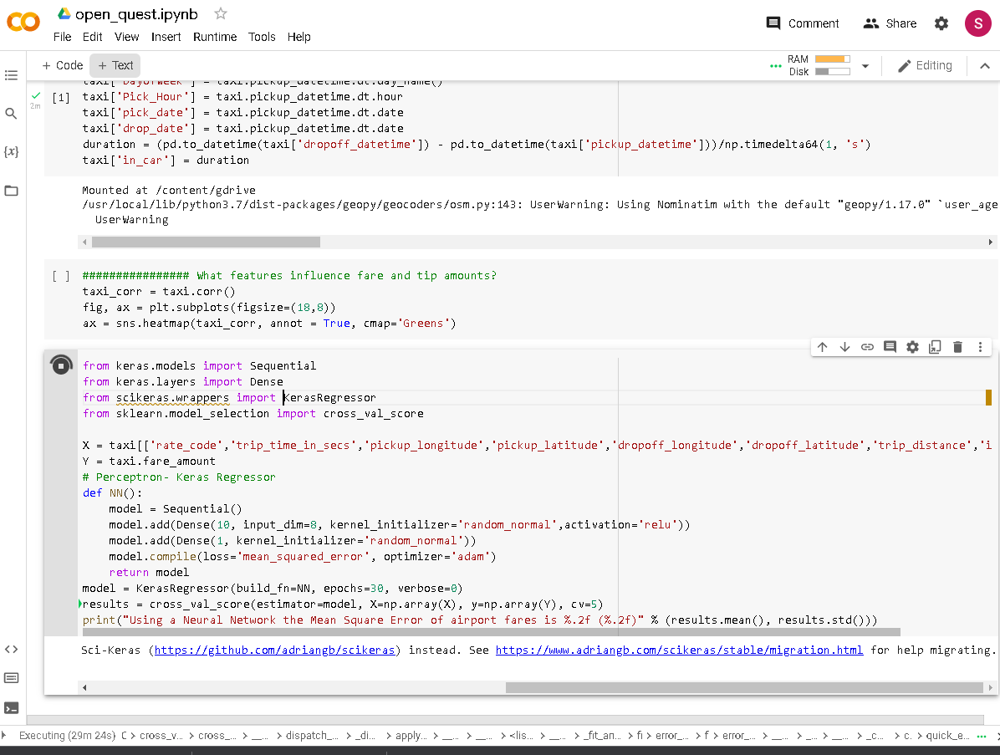 open_quest.ipynb
Comment
Share
S
File Edit View Insert Runtime Tools Help
+ Code + Text
RAM
Disk
Editing
taxi['DayofWeek'] = taxi.pickup_datetime.dt.day_name()
2m
[1] taxi['Pick_Hour'] = taxi.pickup_datetime.dt.hour
taxi['pick_date'] = taxi.pickup_datetime.dt.date
taxi['drop_date'] = taxi.pickup_datetime.dt.date
duration = (pd.to_datetime(taxi['dropoff_datetime']) - pd.to_datetime(taxi['pickup_datetime']))/np.timedelta64(1, 's')
taxi['in_car'] = duration
Mounted at /content/gdrive
/usr/local/lib/python3.7/dist-packages/geopy/geocoders/osm.py:143: UserWarning: Using Nominatim with the default "geopy/1.17.0" `user_age
UserWarning
[ ] ################ What features influence fare and tip amounts?
taxi_corr = taxi.corr()
fig, ax = plt.subplots(figsize=(18,8))
ax = sns.heatmap(taxi_corr, annot = True, cmap='Greens')
from keras.models import Sequential
from keras.layers import Dense
from scikeras.wrappers import KerasRegressor
from sklearn.model_selection import cross_val_score
X = taxi[['rate_code','trip_time_in_secs','pickup_longitude','pickup_latitude','dropoff_longitude','dropoff_latitude','trip_distance','i
Y = taxi.fare_amount
# Perceptron- Keras Regressor
def NN():
model = Sequential()
model.add(Dense(10, input_dim=8, kernel_initializer='random_normal',activation='relu'))
model.add(Dense(1, kernel_initializer='random_normal'))
model.compile(loss='mean_squared_error', optimizer='adam')
return model
model = KerasRegressor(build_fn=NN, epochs=30, verbose=0)
results = cross_val_score(estimator=model, X=np.array(X), y=np.array(Y), cv=5)
print("Using a Neural Network the Mean Square Error of airport fares is %.2f (%.2f)" % (results.mean(), results.std()))
Sci-Keras (https://github.com/adriangb/scikeras) instead. See https://www.adriangb.com/scikeras/stable/migration.html for help migrating.
Executing (29m 24s) C > cross_v... > cross_... > __... > dispatch_... > _di... > apply... > __... > __... > <lis... > __... > _fit_an... > fi > error_... > f > error_... > __... > _... > __... > _c... > c. > quick_e...